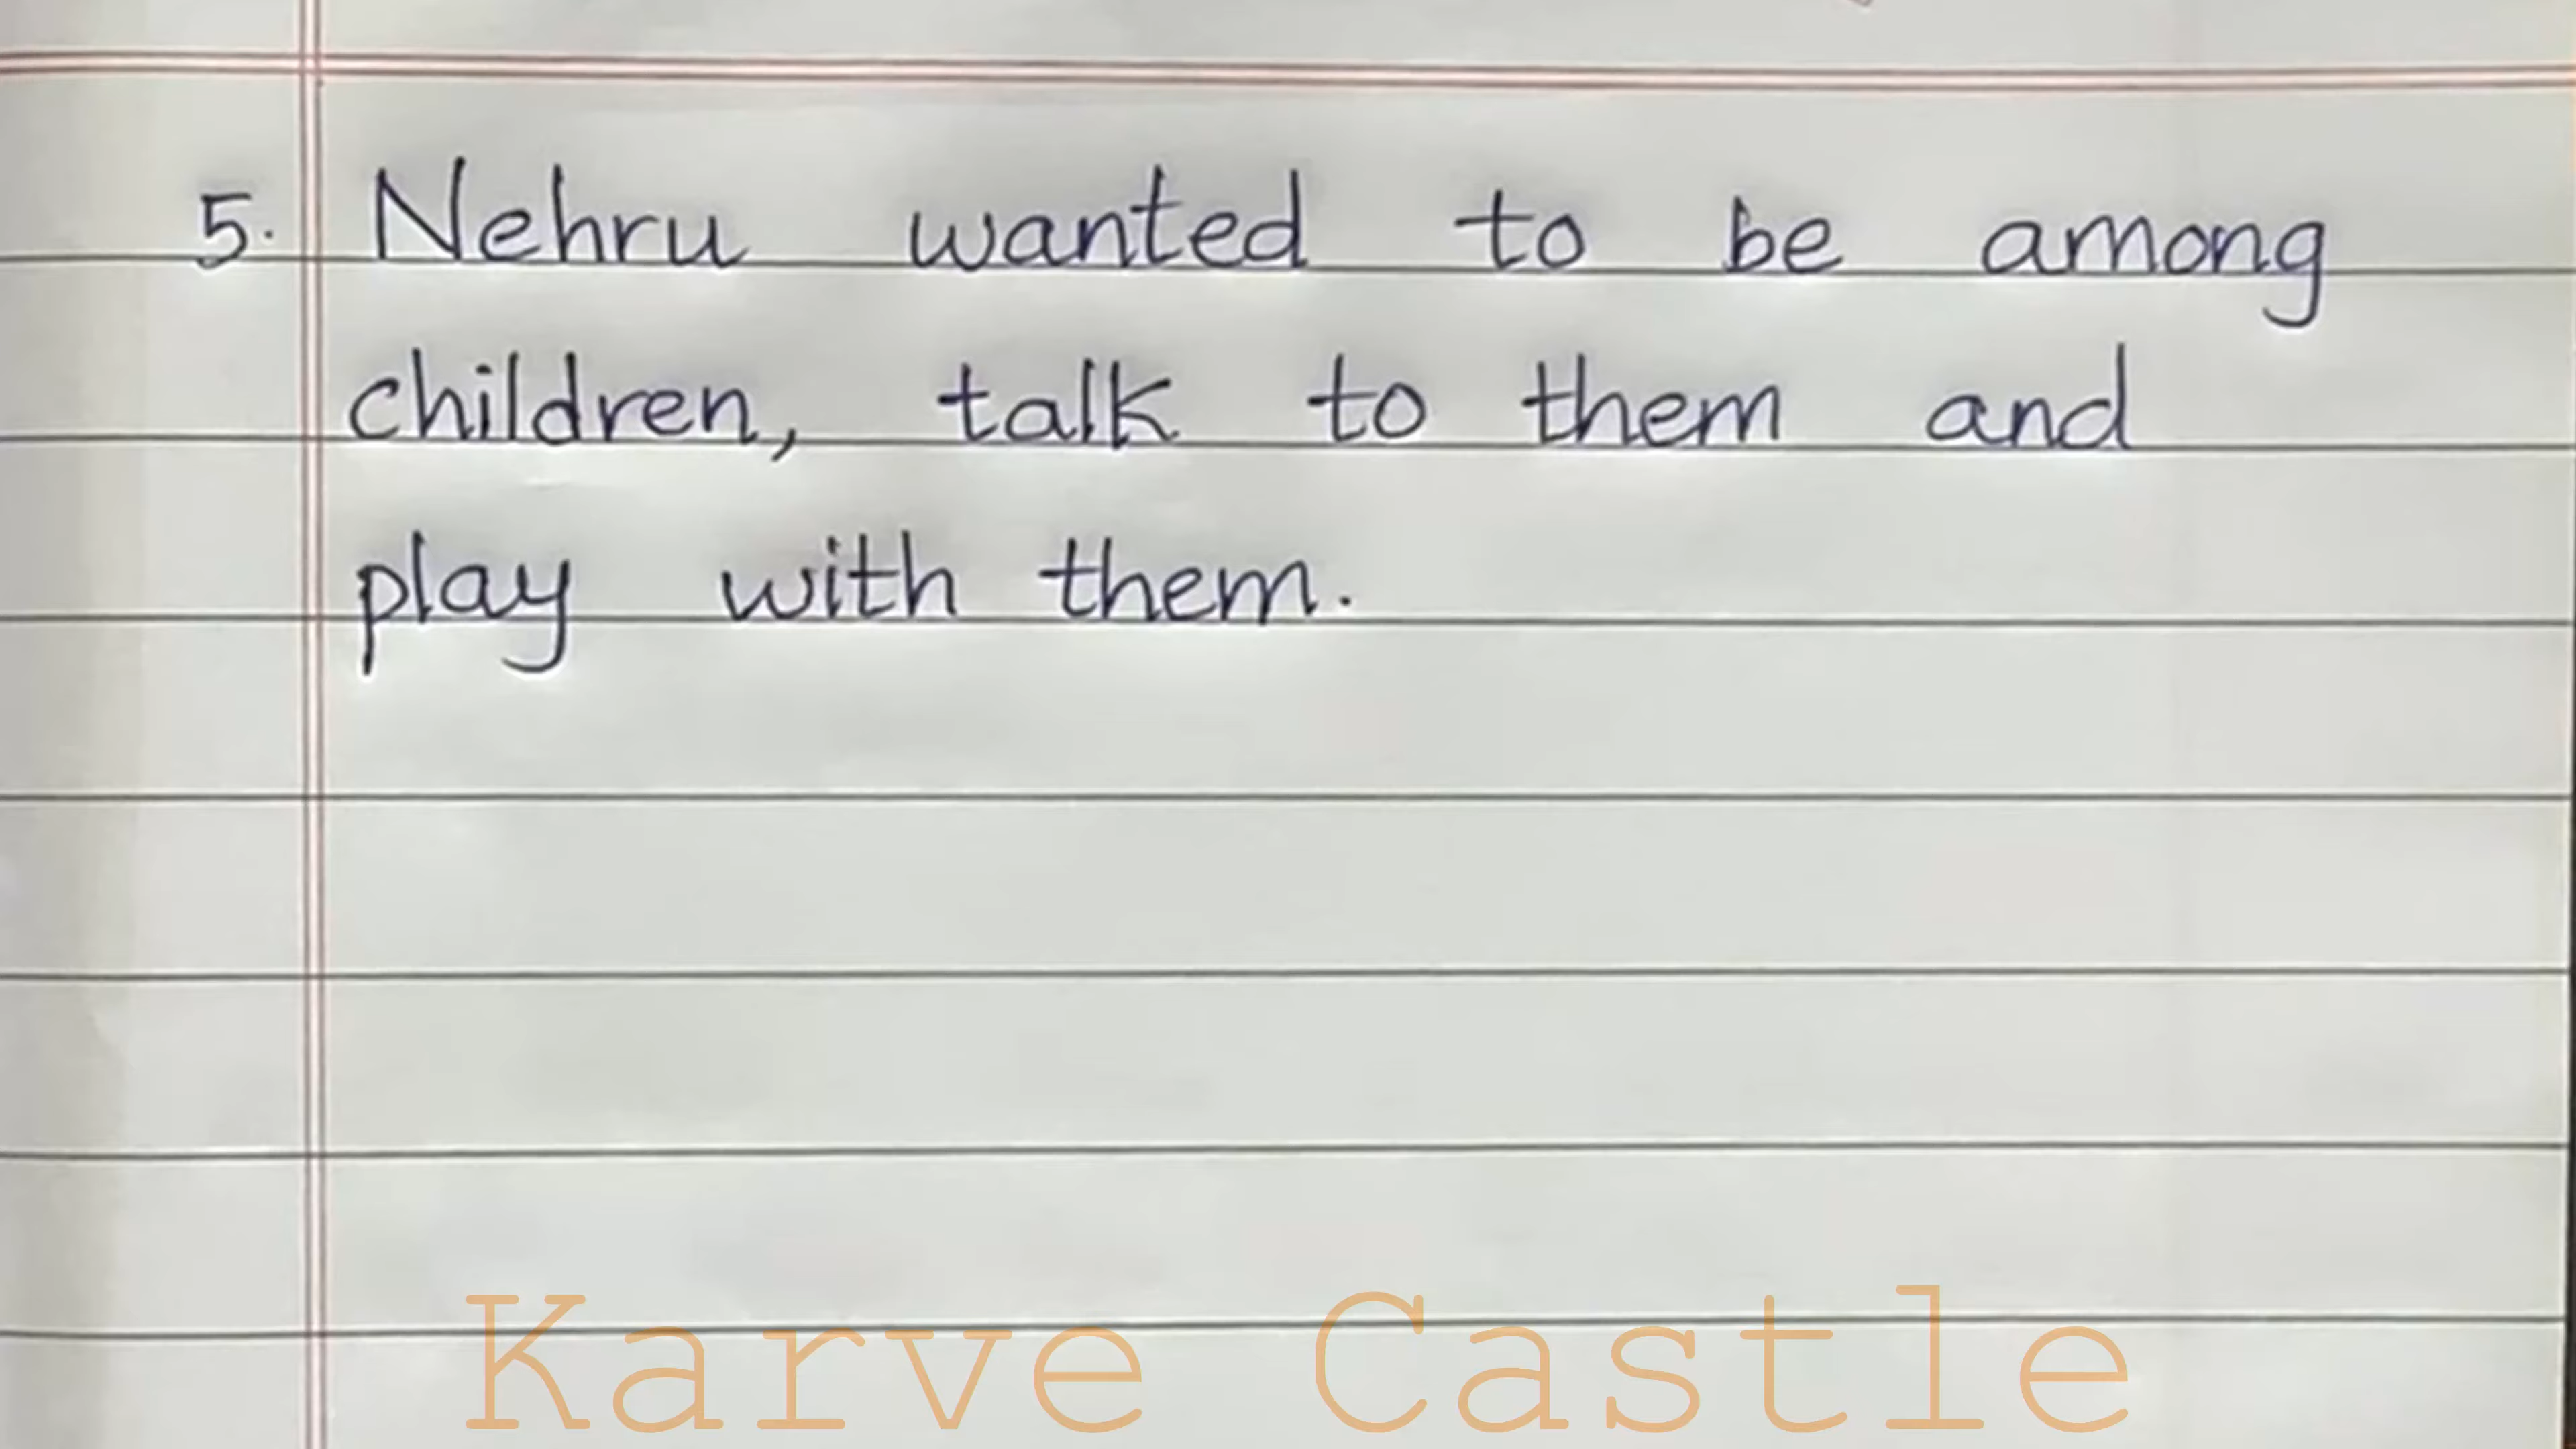 5. Nehru wanted to be among
children, talk to them and
play with them.
Karve Castle